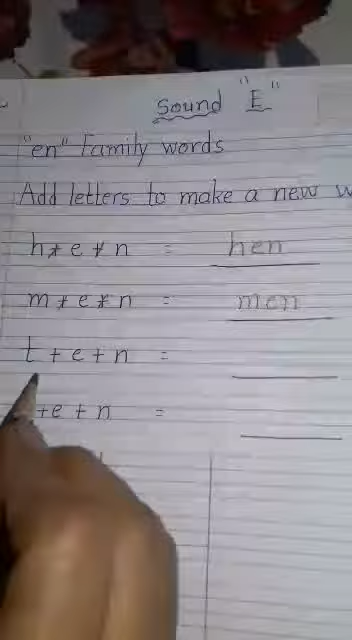 Sound "E"
"en" Family words
Add letters to make a new
h+e+n = hen
m+e+n = men
t+e+n =
+e+n =